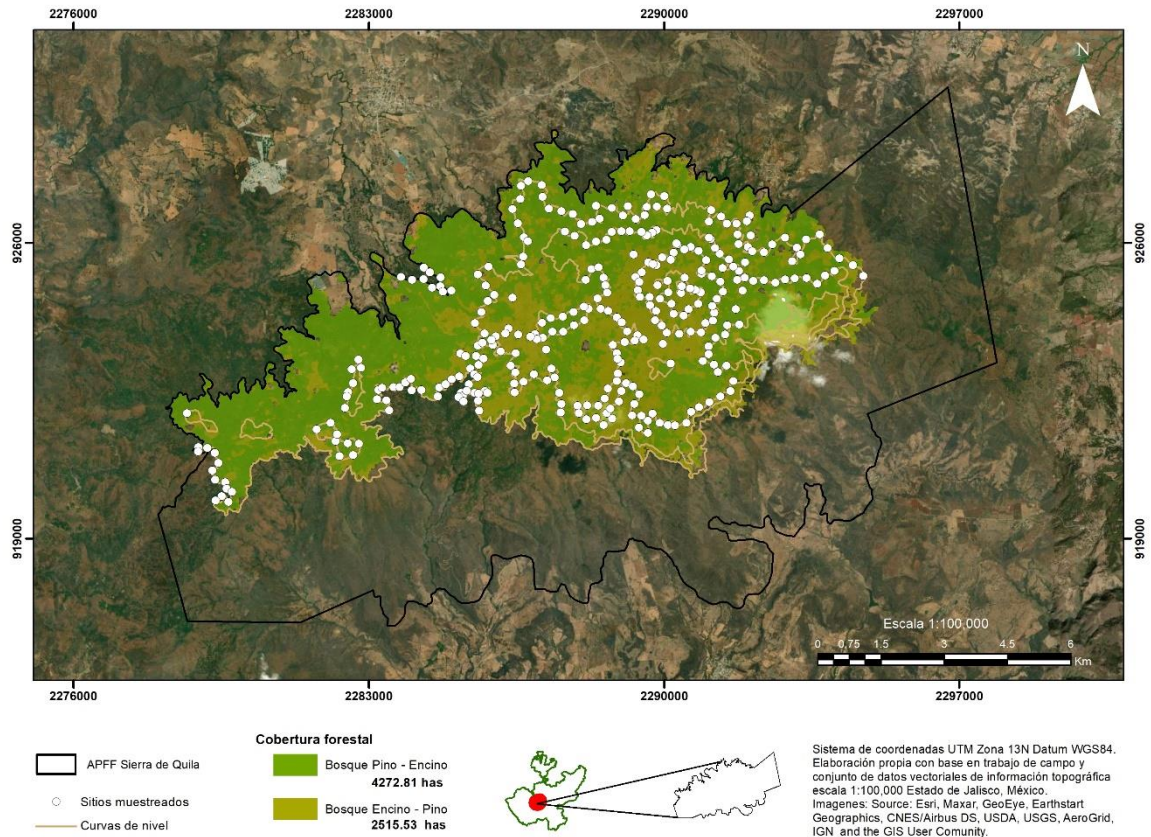 2276000
2283000
2290000
2297000
N
926000
926000
919000
919000
Escala 1:100,000
0 0.75 1.5 3 4.5 6
Km
2276000
2283000
2290000
2297000
APFF Sierra de Quila
Sitios muestreados
Curvas de nivel
Cobertura forestal
Bosque Pino - Encino
4272.81 has
Bosque Encino - Pino
2515.53 has
Sistema de coordenadas UTM Zona 13N Datum WGS84.
Elaboración propia con base en trabajo de campo y
conjunto de datos vectoriales de información topográfica
escala 1:100,000 Estado de Jalisco, México.
Imagenes: Source: Esri, Maxar, GeoEye, Earthstart
Geographics, CNES/Airbus DS, USDA, USGS, AeroGrid,
IGN and the GIS User Comunity.